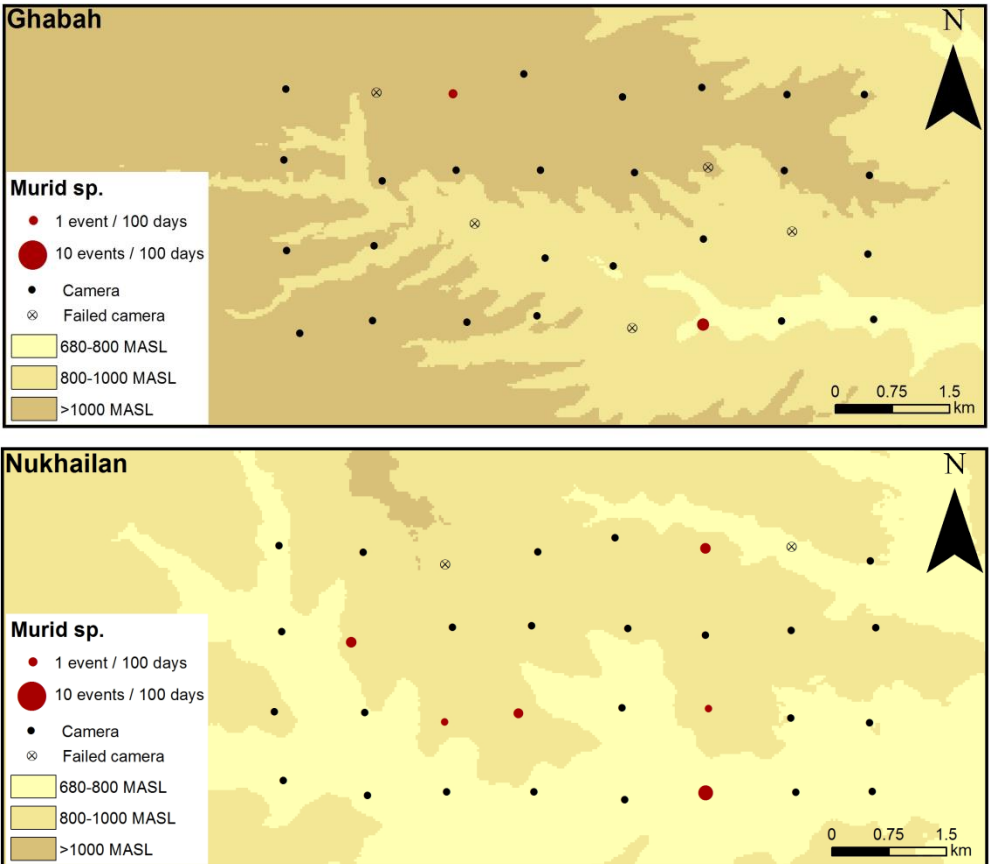 Ghabah
N
Murid sp.
1 event / 100 days
10 events / 100 days
Camera
Failed camera
680-800 MASL
800-1000 MASL
>1000 MASL
0 0.75 1.5
km
Nukhailan
N
Murid sp.
1 event / 100 days
10 events / 100 days
Camera
Failed camera
680-800 MASL
800-1000 MASL
>1000 MASL
0 0.75 1.5
km